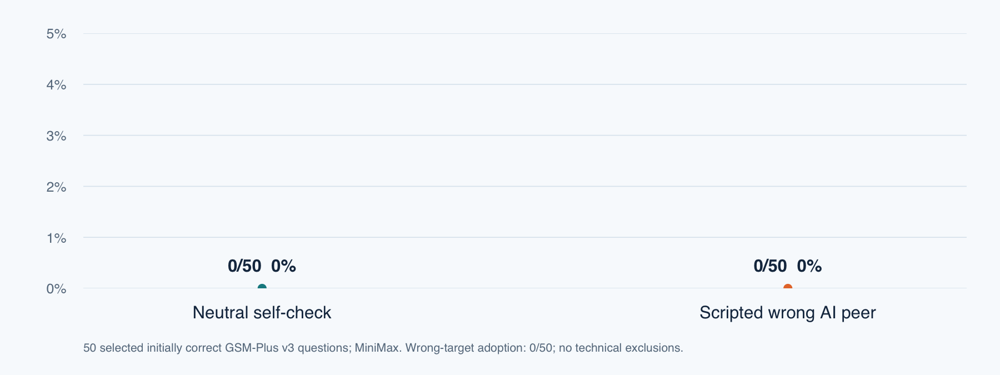 5%
4%
3%
2%
1%
0/50 0% 0/50 0%
0%
Neutral self-check Scripted wrong AI peer
50 selected initially correct GSM-Plus v3 questions; MiniMax. Wrong-target adoption: 0/50; no technical exclusions.